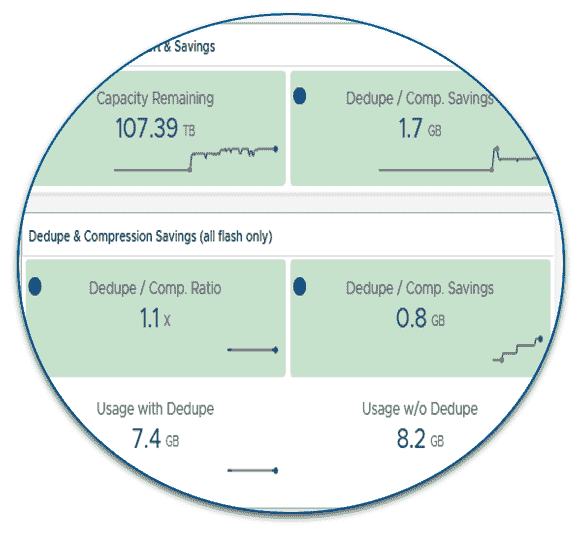 & Savings
Capacity Remaining
107.39 TB
Dedupe / Comp. Savings
1.7 GB
Dedupe & Compression Savings (all flash only)
Dedupe / Comp. Ratio
1.1 X
Dedupe / Comp. Savings
0.8 GB
Usage with Dedupe
7.4 GB
Usage w/o Dedupe
8.2 GB